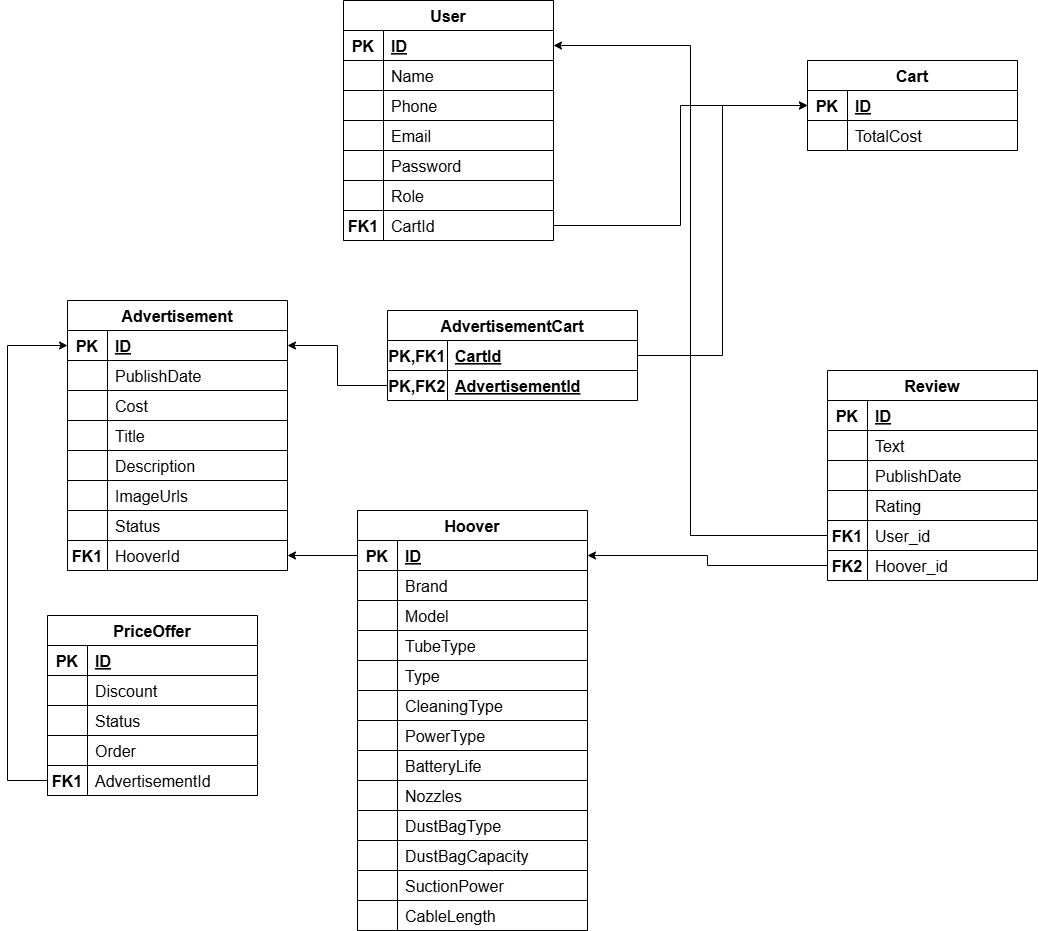 User
PK ID
Name
Phone
Email
Password
Role
FK1 CartId
Cart
PK ID
TotalCost
Advertisement
PK ID
PublishDate
Cost
Title
Description
ImageUrls
Status
FK1 HooverId
AdvertisementCart
PK,FK1 CartId
PK,FK2 AdvertisementId
Review
PK ID
Text
PublishDate
Rating
FK1 User_id
FK2 Hoover_id
Hoover
PK ID
Brand
Model
TubeType
Type
CleaningType
PowerType
BatteryLife
Nozzles
DustBagType
DustBagCapacity
SuctionPower
CableLength
PriceOffer
PK ID
Discount
Status
Order
FK1 AdvertisementId